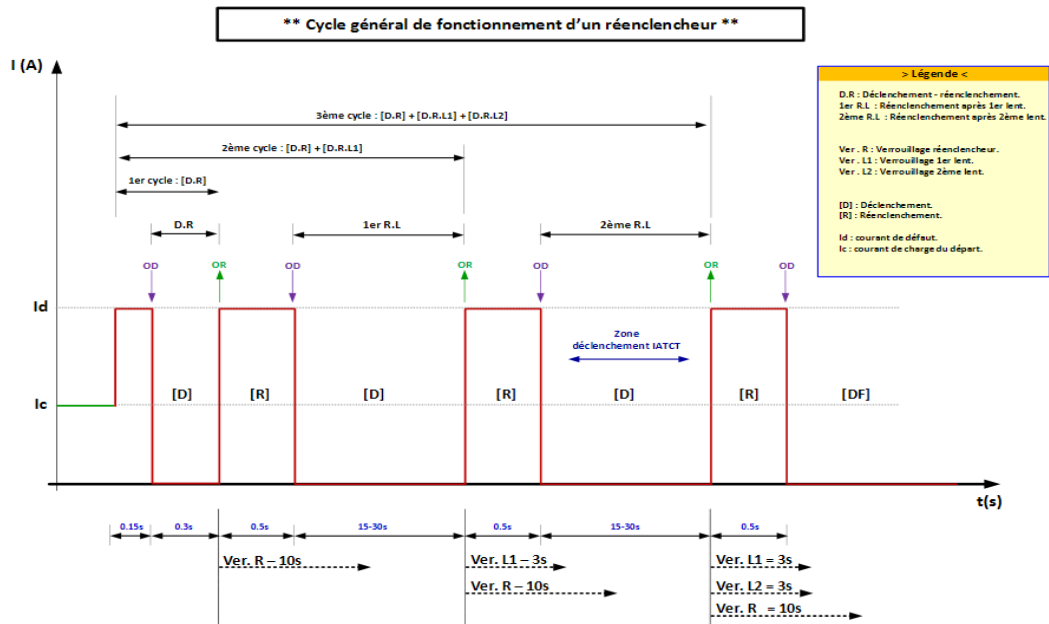 ** Cycle général de fonctionnement d'un réenclencheur **
I (A)
> Légende <
D.R : Déclenchement - réenclenchement.
1er R.L : Réenclenchement après 1er lent.
2ème R.L : Réenclenchement après 2ème lent.
Ver . R : Verrouillage réenclencheur.
Ver . L1 : Verrouillage 1er lent.
Ver . L2 : Verrouillage 2ème lent.
[D] : Déclenchement.
[R] : Réenclenchement.
Id : courant de défaut.
Ic : courant de charge du départ.
3ème cycle : [D.R] + [D.R.L1] + [D.R.L2]
2ème cycle : [D.R] + [D.R.L1]
1er cycle : [D.R]
D.R 1er R.L 2ème R.L
OD OR OD OR OD OR OD
Id
Zone
déclenchement IATCT
Ic
[D] [R] [D] [R] [D] [R] [DF]
t(s)
0.15s 0.3s 0.5s 15-30s 0.5s 15-30s 0.5s
Ver. R – 10s Ver. L1 – 3s Ver. L1 = 3s
Ver. R – 10s Ver. L2 = 3s
Ver. R = 10s